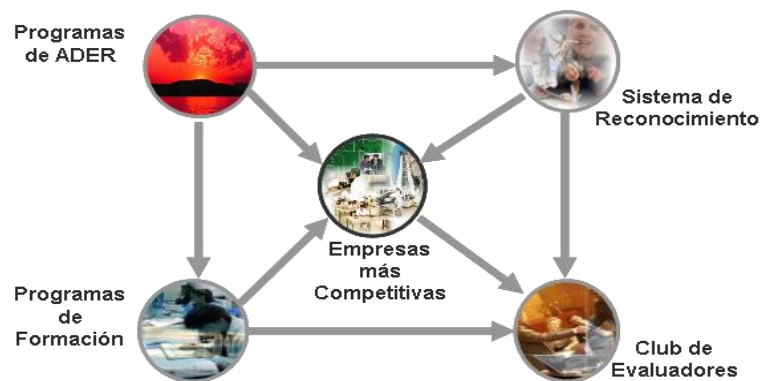 Programas
de ADER
Sistema de
Reconocimiento
Empresas
más
Competitivas
Programas
de
Formación
Club de
Evaluadores